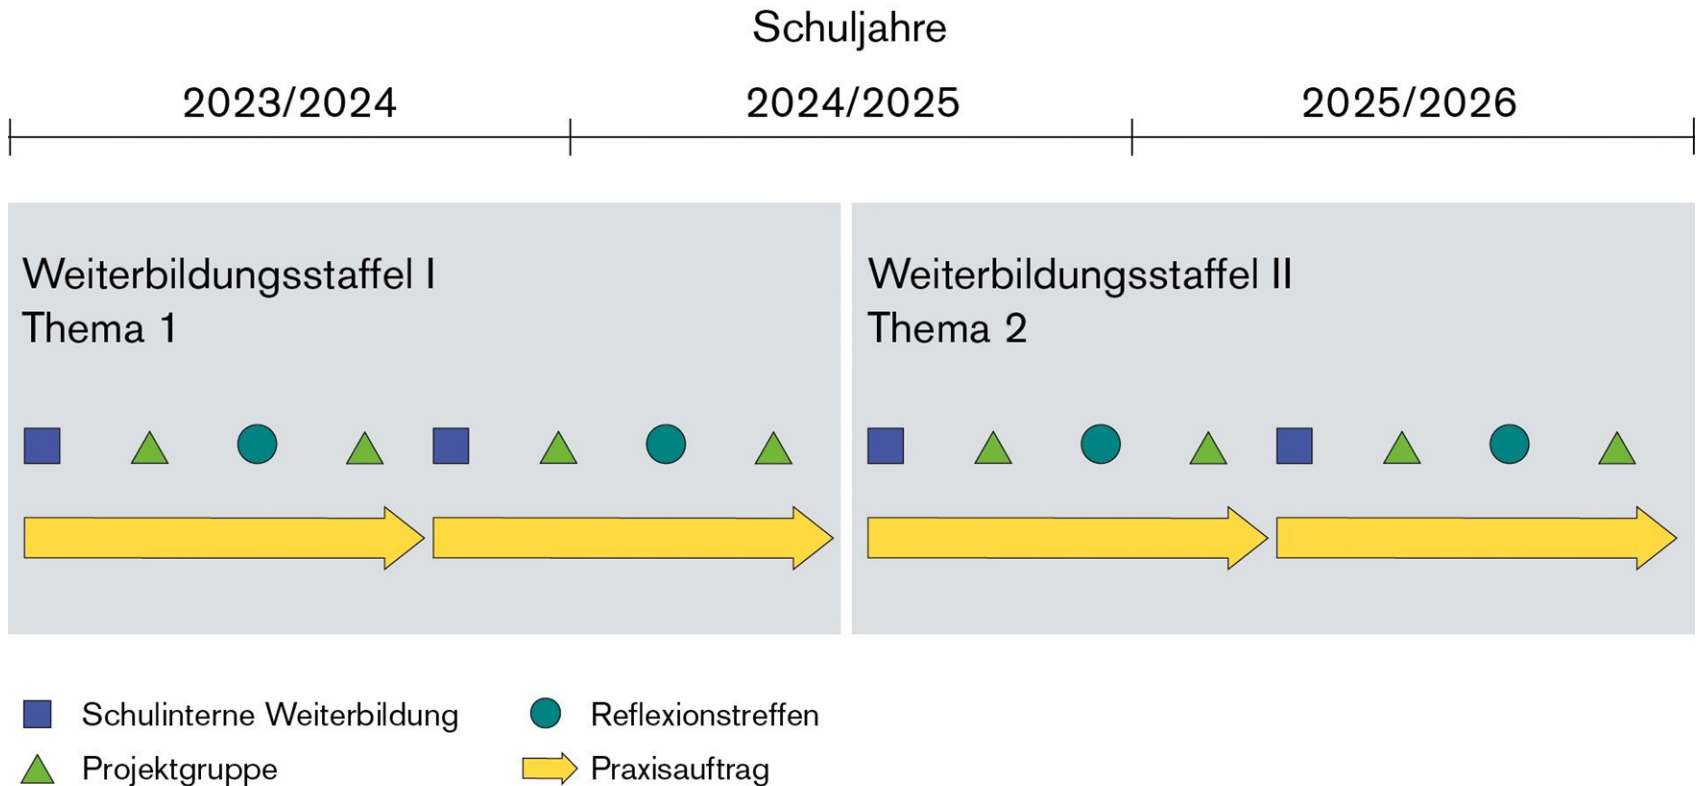 Schuljahre
2023/2024
2024/2025
2025/2026
Weiterbildungsstaffel I
Thema 1
Weiterbildungsstaffel II
Thema 2
Schulinterne Weiterbildung
Reflexionstreffen
Projektgruppe
Praxisauftrag